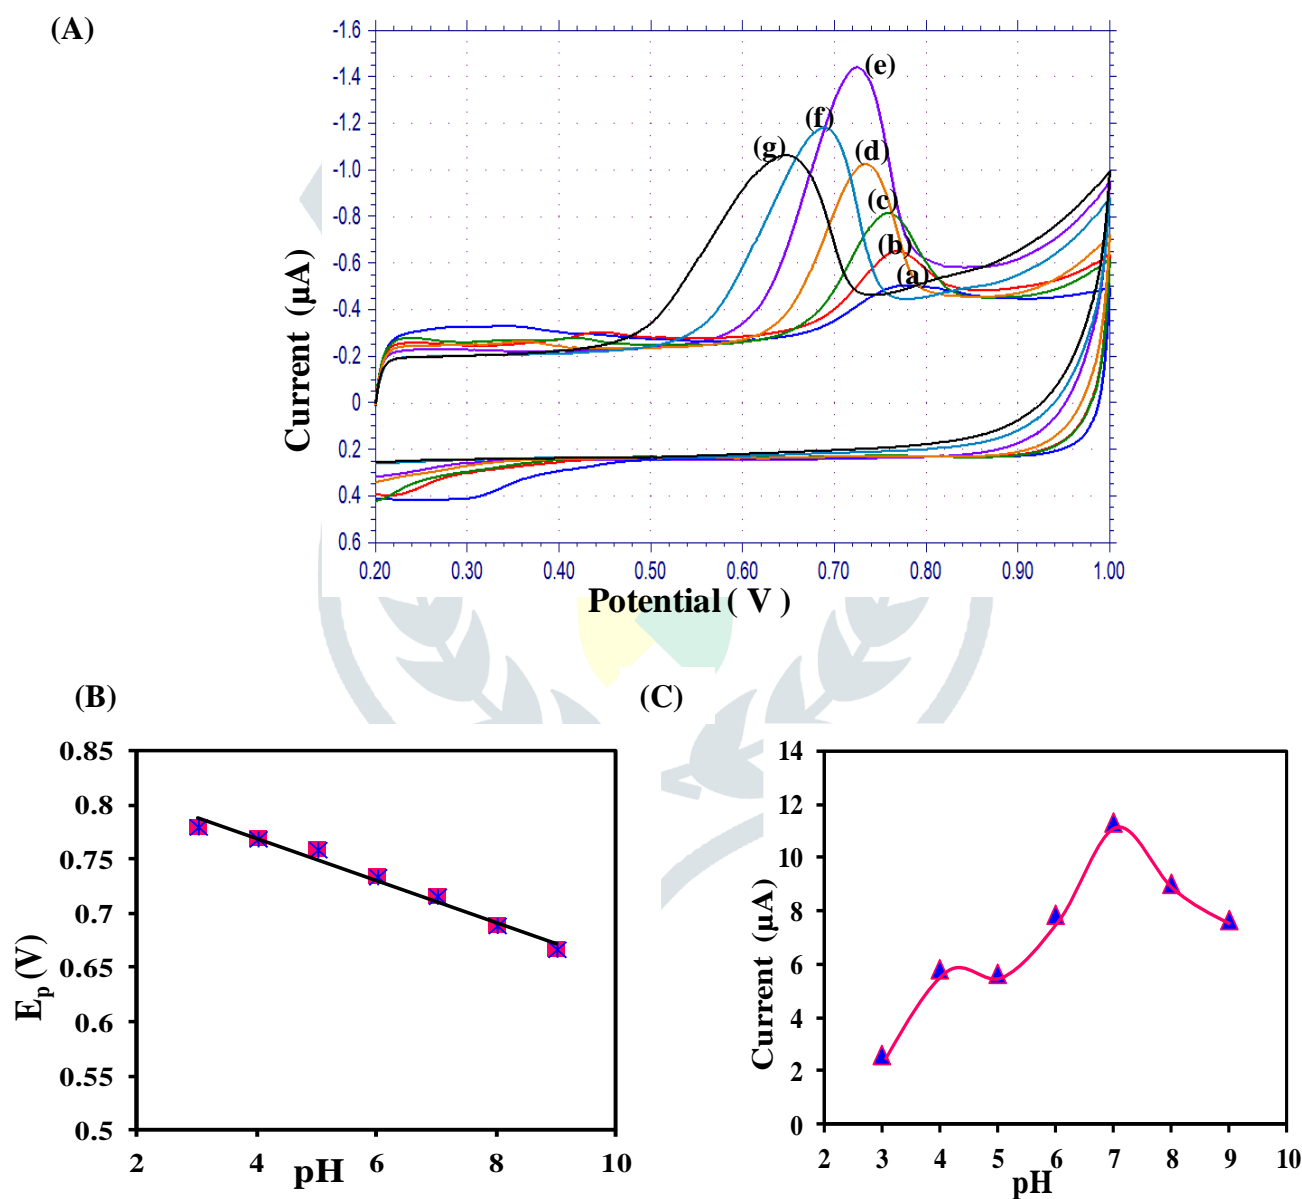 (A)
-1.6
-1.4
-1.2
-1.0
-0.8
-0.6
-0.4
-0.2
0
0.2
0.4
0.6
Current (µA)
(e)
(f)
(g)
(d)
(c)
(b)
(a)
0.20 0.30 0.40 0.50 0.60 0.70 0.80 0.90 1.00
Potential ( V )
(B)
0.85
0.8
0.75
0.7
0.65
0.6
0.55
0.5
Ep (V)
2 4 6 8 10
pH
(C)
14
12
10
8
6
4
2
0
Current (µA)
2 3 4 5 6 7 8 9 10
pH